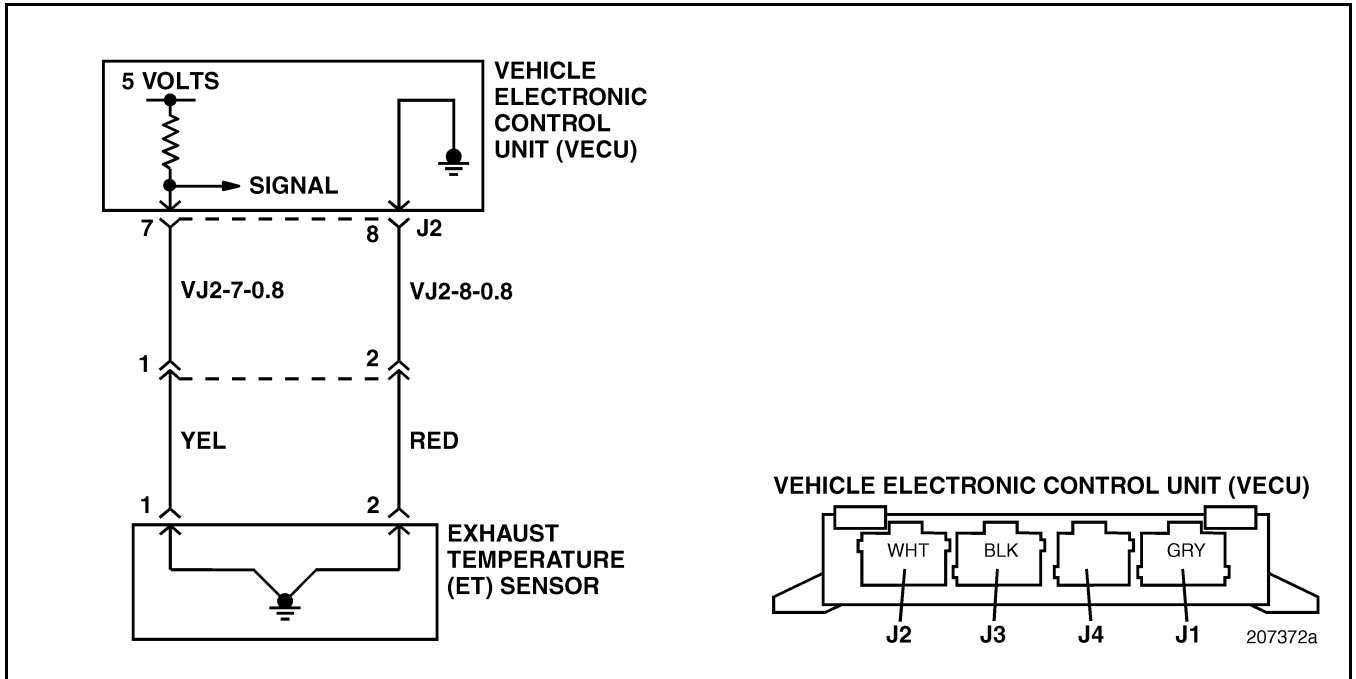 5 VOLTS
VEHICLE
ELECTRONIC
CONTROL
UNIT (VECU)
SIGNAL
7
8
J2
VJ2-7-0.8
VJ2-8-0.8
1
2
YEL
RED
1
2
EXHAUST
TEMPERATURE
(ET) SENSOR
VEHICLE ELECTRONIC CONTROL UNIT (VECU)
WHT
BLK
GRY
J2
J3
J4
J1
207372a